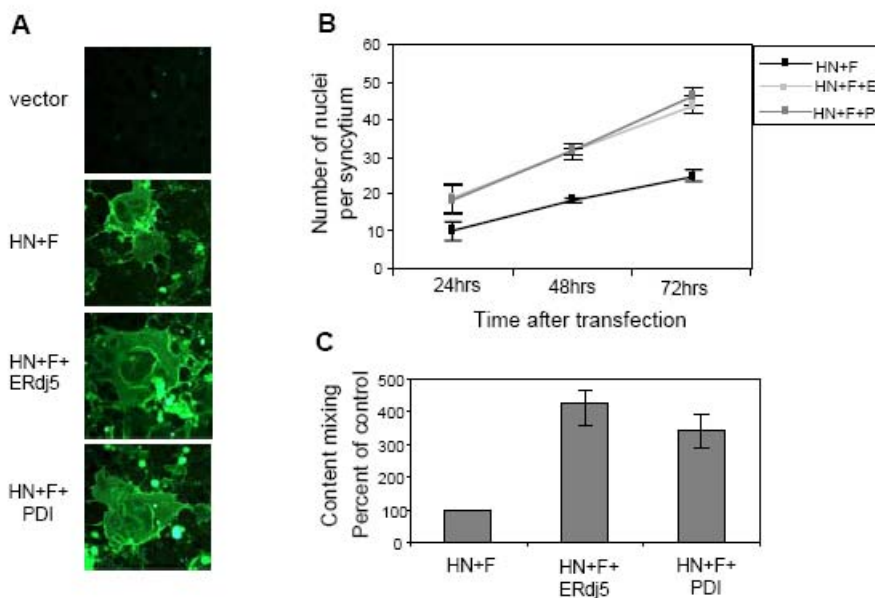 A
vector
HN+F
HN+F+
ERdj5
HN+F+
PDI
B
Number of nuclei
per syncytium
60
50
40
30
20
10
0
24hrs
48hrs
72hrs
Time after transfection
HN+F
HN+F+E
HN+F+P
C
Content mixing
Percent of control
500
400
300
200
100
0
HN+F
HN+F+
ERdj5
HN+F+
PDI